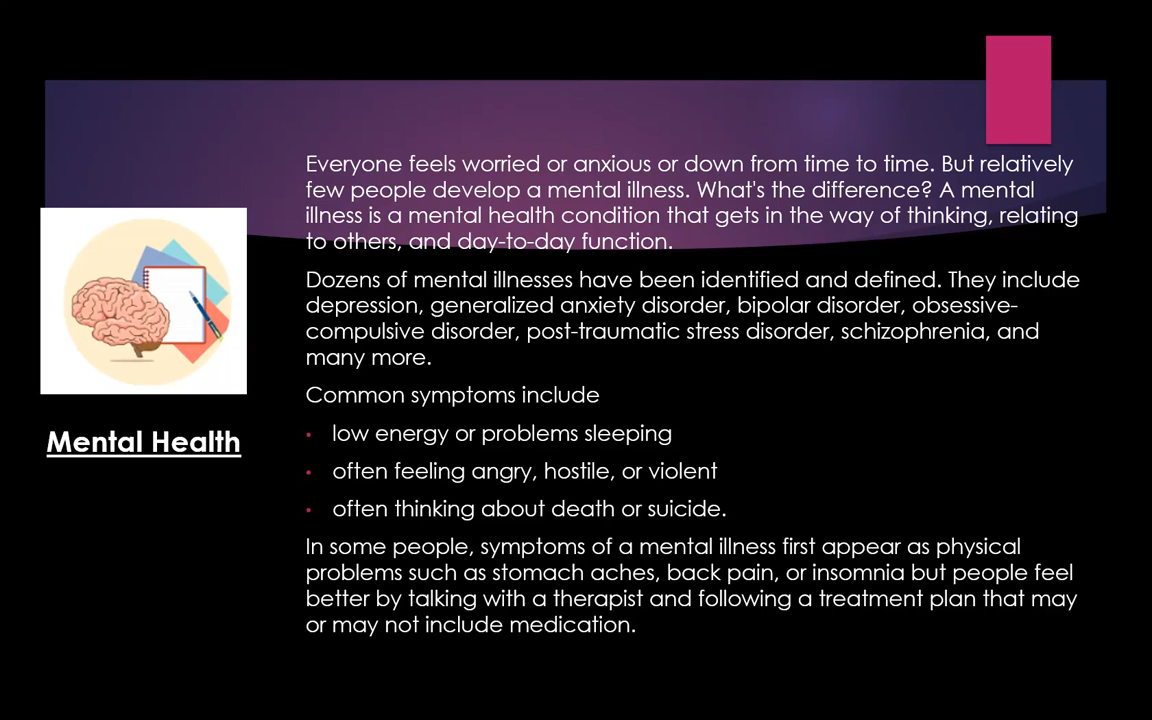 Everyone feels worried or anxious or down from time to time. But relatively
few people develop a mental illness. What's the difference? A mental
illness is a mental health condition that gets in the way of thinking, relating
to others, and day-to-day function.
Dozens of mental illnesses have been identified and defined. They include
depression, generalized anxiety disorder, bipolar disorder, obsessive-
compulsive disorder, post-traumatic stress disorder, schizophrenia, and
many more.
Common symptoms include
• low energy or problems sleeping
• often feeling angry, hostile, or violent
• often thinking about death or suicide.
In some people, symptoms of a mental illness first appear as physical
problems such as stomach aches, back pain, or insomnia but people feel
better by talking with a therapist and following a treatment plan that may
or may not include medication.
Mental Health